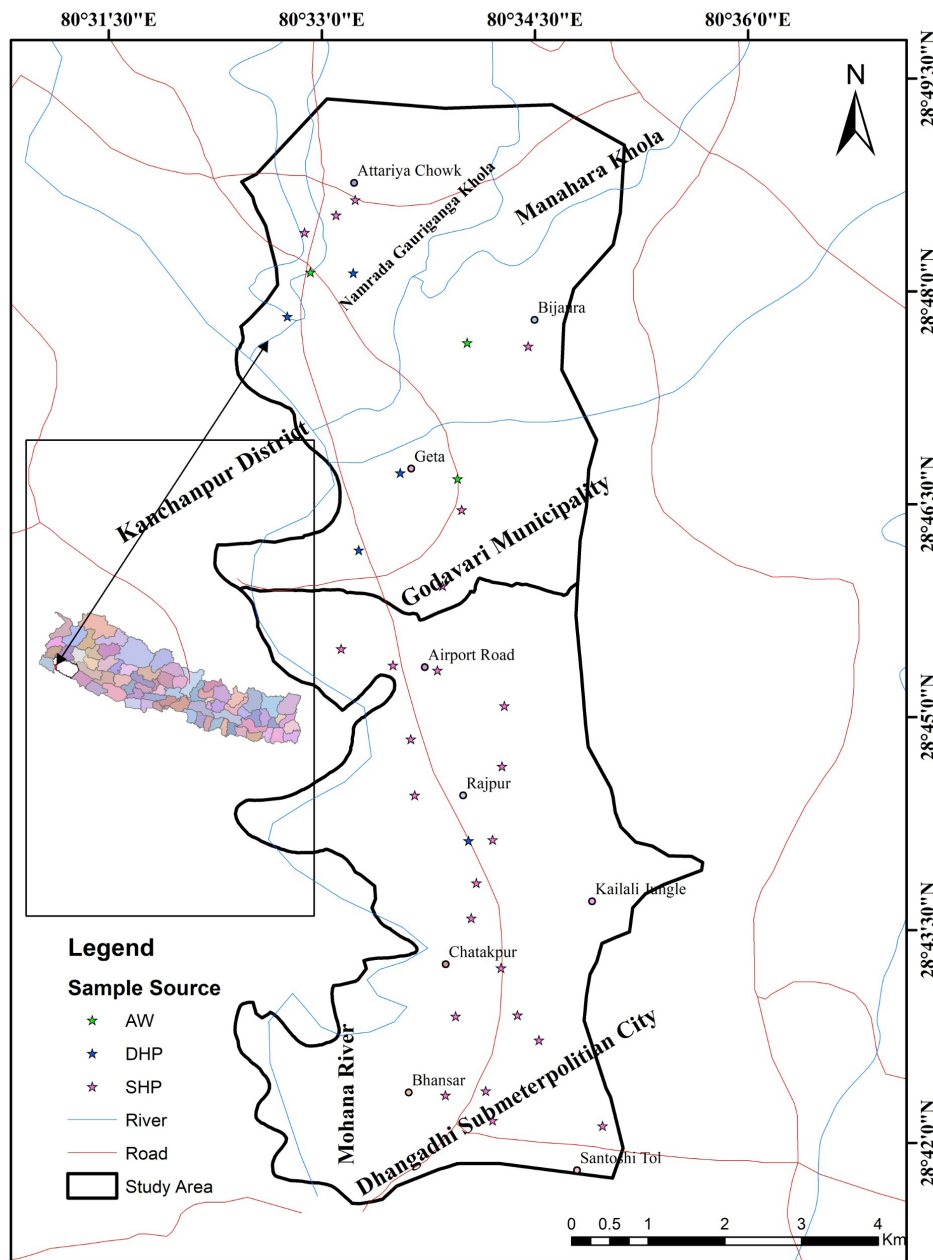 80°31'30"E
80°33'0"E
80°34'30"E
80°36'0"E
28°49'30"N
N
Attariya Chowk
Namrada Gauriganga Khola
Manahara Khola
28°48'0"N
Bijaura
Kanchanpur District
Geta
28°46'30"N
Godavari Municipality
Airport Road
28°45'0"N
Rajpur
Kailali Jungle
28°43'30"N
Chatakpur
Legend
Sample Source
AW
DHP
SHP
River
Road
Study Area
Mohana River
Bhansar
Dhangadhi Submeterpolitian City
28°42'0"N
Santoshi Tol
0 0.5 1 2 3 4
Km